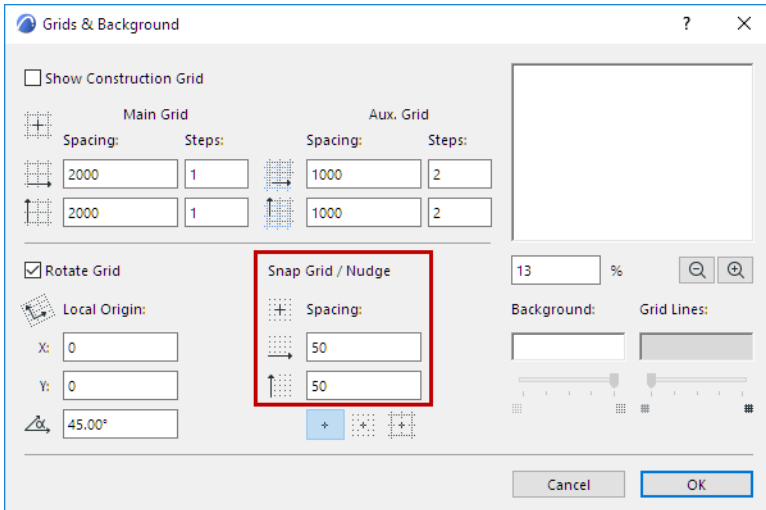 Grids & Background
?
Show Construction Grid
Main Grid
Aux. Grid
Spacing:
Steps:
Spacing:
Steps:
2000
1
1000
2
2000
1
1000
2
Rotate Grid
Snap Grid / Nudge
13
%
Local Origin:
Spacing:
Background:
Grid Lines:
X:
0
50
Y:
0
50
α
45.00°
Cancel
OK